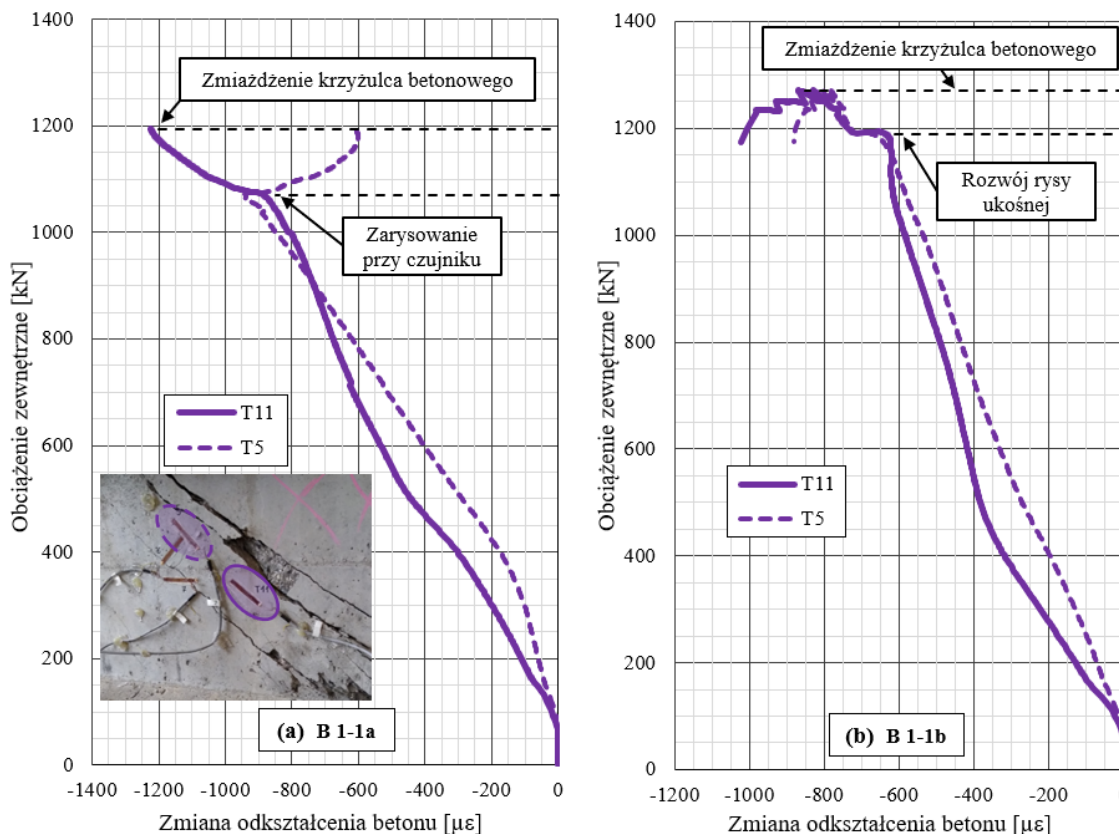 1400
1200
1000
800
600
400
200
0
Obciążenie zewnętrzne [kN]
Zmiażdżenie krzyżulca betonowego
Zarysowanie
przy czujniku
T11
T5
T11
(a) B 1-1a
-1400 -1200 -1000 -800 -600 -400 -200 0
Zmiana odkształcenia betonu [µε]
1400
1200
1000
800
600
400
200
0
Obciążenie zewnętrzne [kN]
Zmiażdżenie krzyżulca betonowego
Rozwój rysy
ukośnej
T11
T5
(b) B 1-1b
-1200 -1000 -800 -600 -400 -200 0
Zmiana odkształcenia betonu [µε]